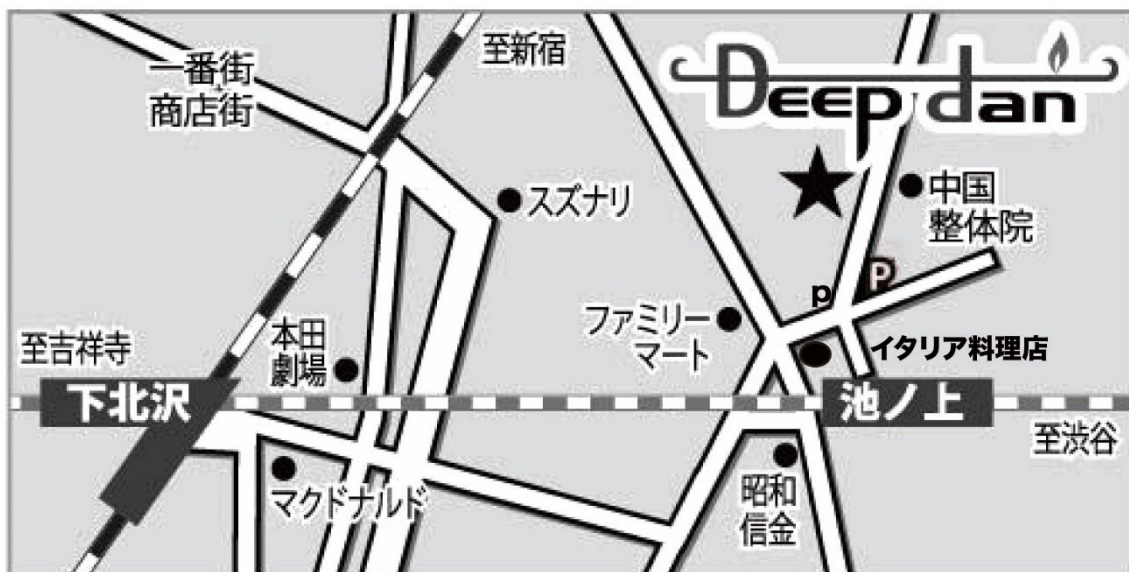 至新宿
一番街
商店街
Deep dan
スズナリ
中国
整体院
P
p
ファミリー
マート
イタリア料理店
至吉祥寺
本田
劇場
下北沢
池ノ上
至渋谷
マクドナルド
昭和
信金